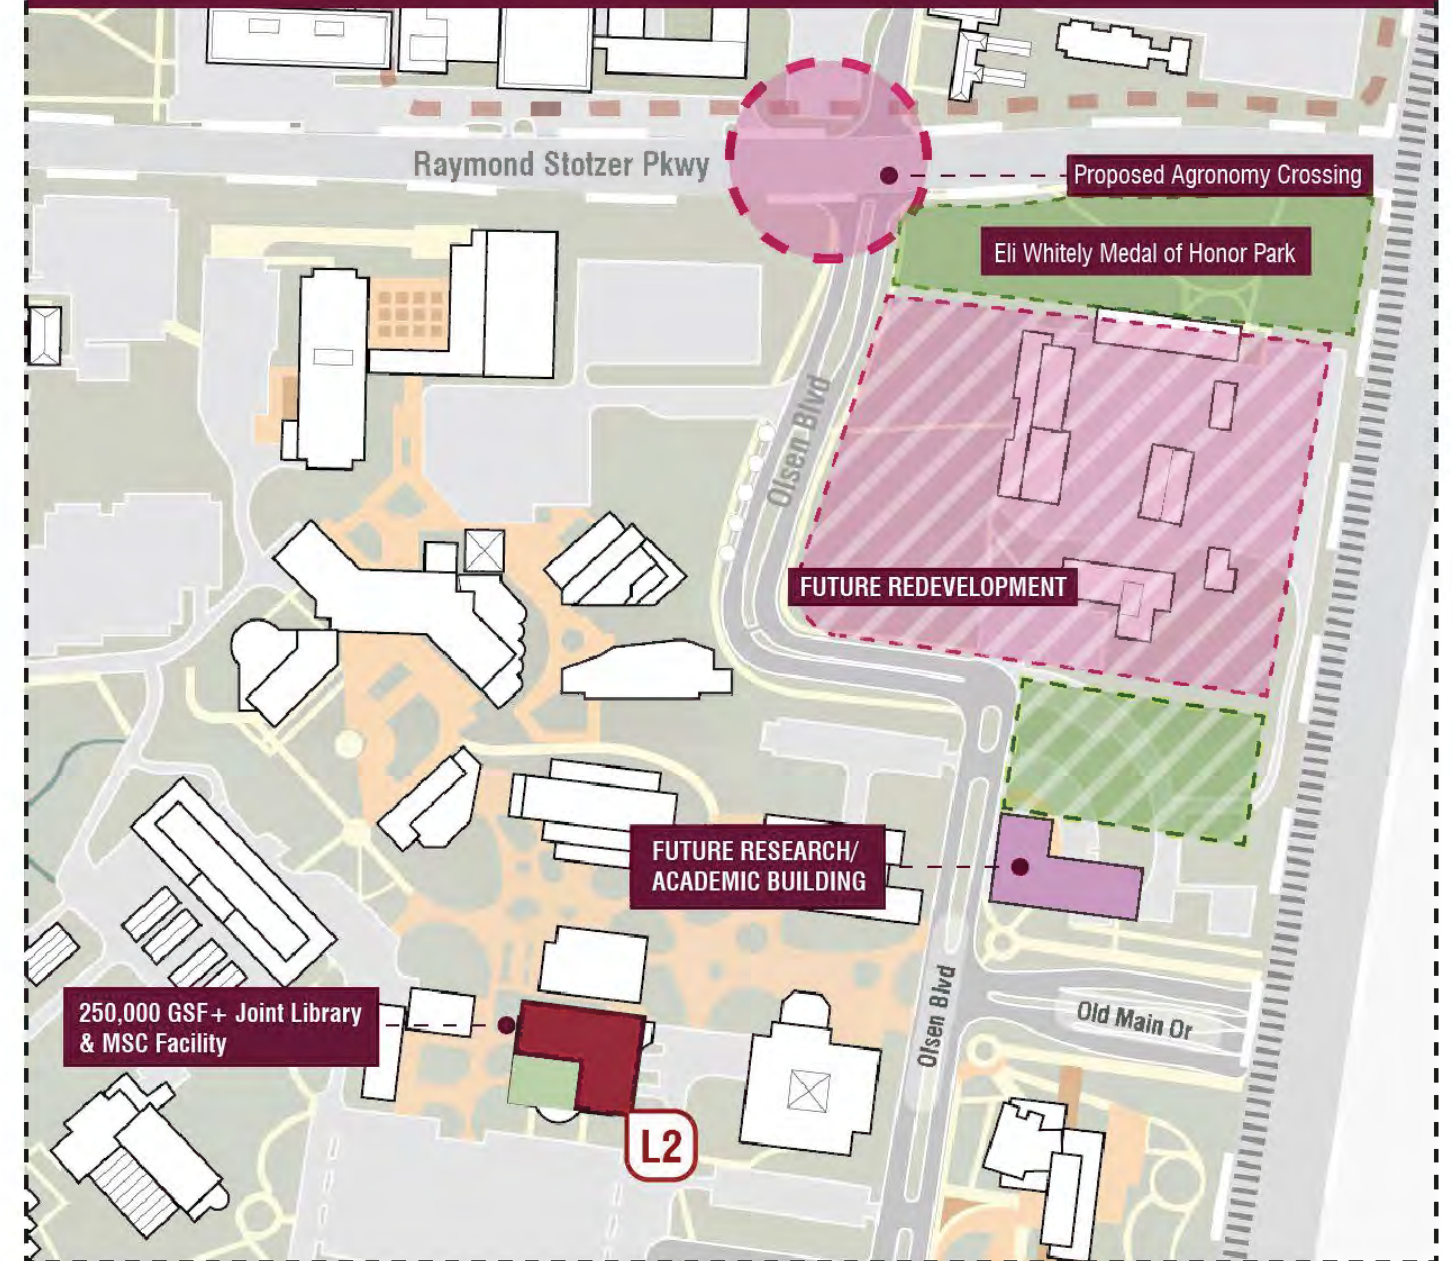 Raymond Stotzer Pkwy
Proposed Agronomy Crossing
Eli Whitely Medal of Honor Park
Olsen Blvd
FUTURE REDEVELOPMENT
FUTURE RESEARCH/
ACADEMIC BUILDING
250,000 GSF+ Joint Library
& MSC Facility
Olsen Blvd
Old Main Dr
L2